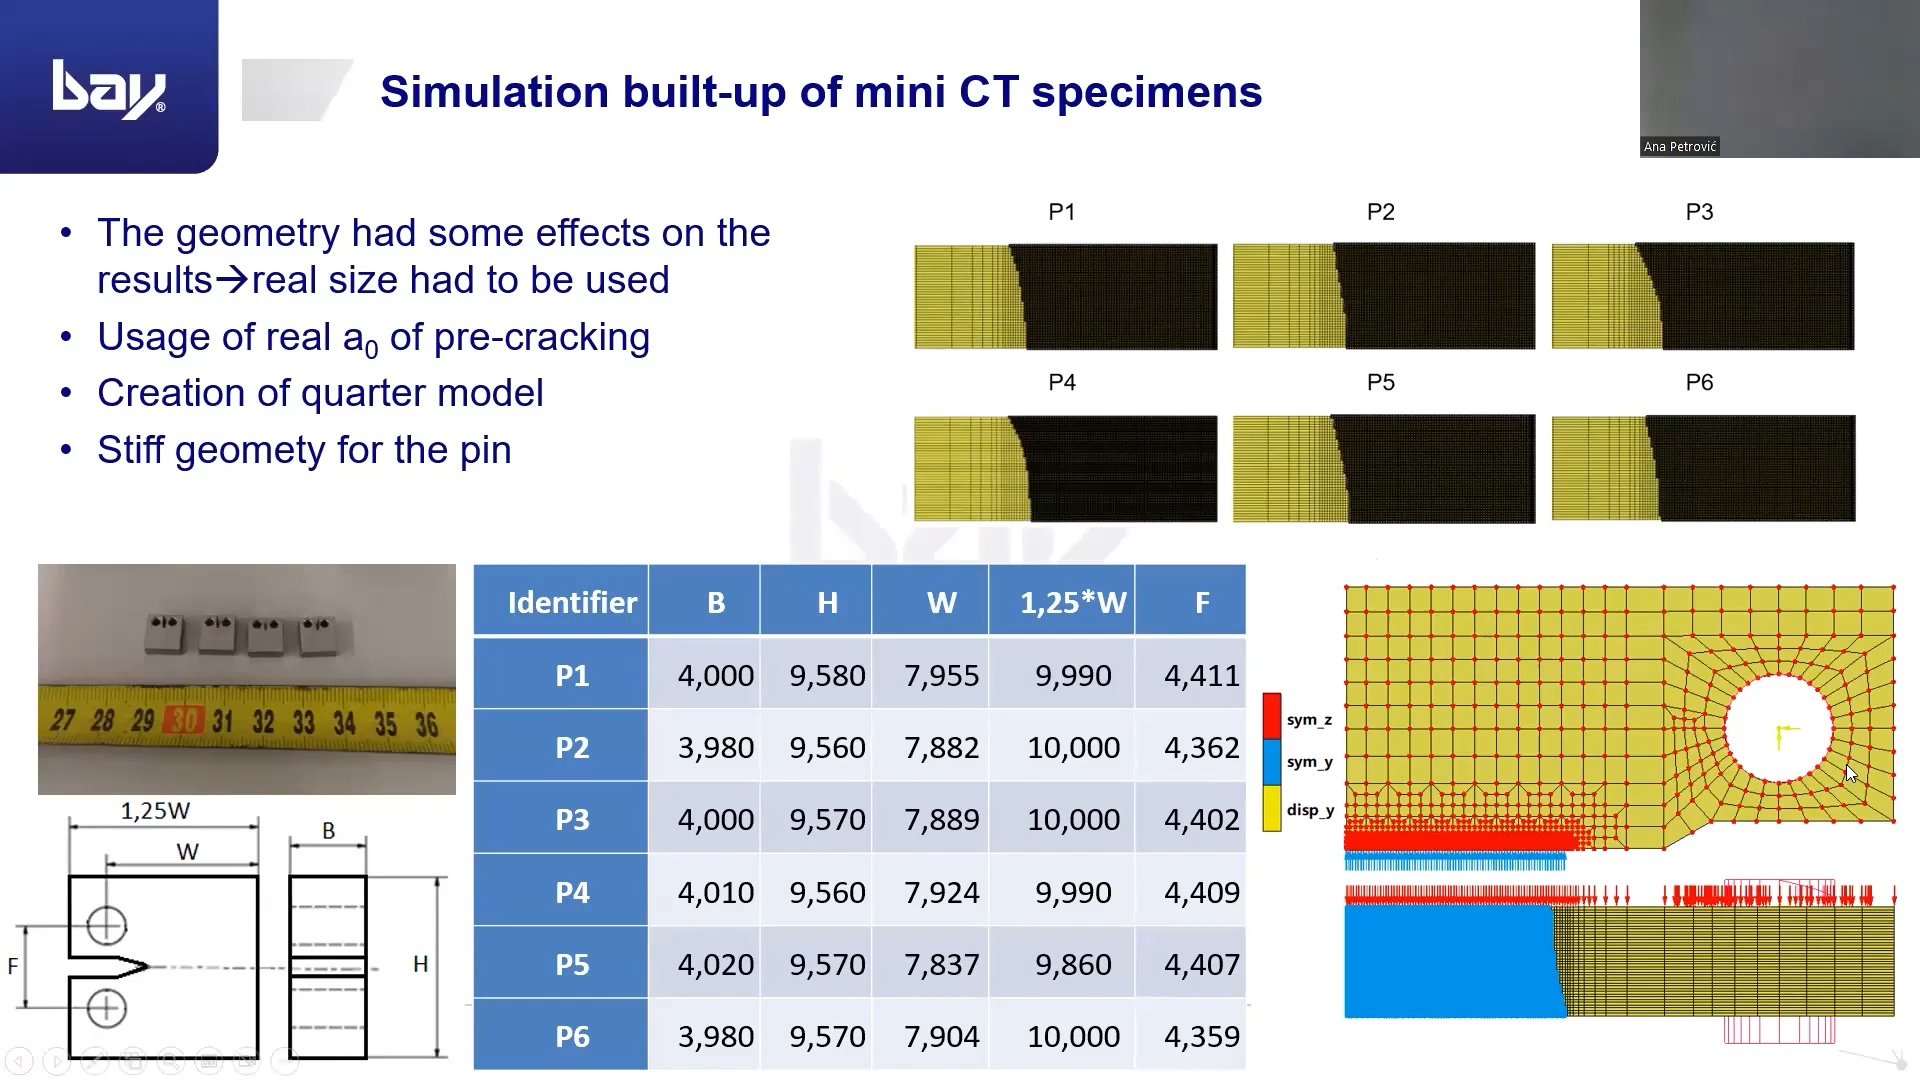 bay®
Simulation built-up of mini CT specimens
Ana Petrović
• The geometry had some effects on the
results→real size had to be used
• Usage of real a0 of pre-cracking
• Creation of quarter model
• Stiff geomety for the pin
P1 P2 P3
P4 P5 P6
27 28 29 30 31 32 33 34 35 36
1,25W
W
B
F
H
Identifier B H W 1,25*W F
P1 4,000 9,580 7,955 9,990 4,411
P2 3,980 9,560 7,882 10,000 4,362
P3 4,000 9,570 7,889 10,000 4,402
P4 4,010 9,560 7,924 9,990 4,409
P5 4,020 9,570 7,837 9,860 4,407
P6 3,980 9,570 7,904 10,000 4,359
sym_z
sym_y
disp_y